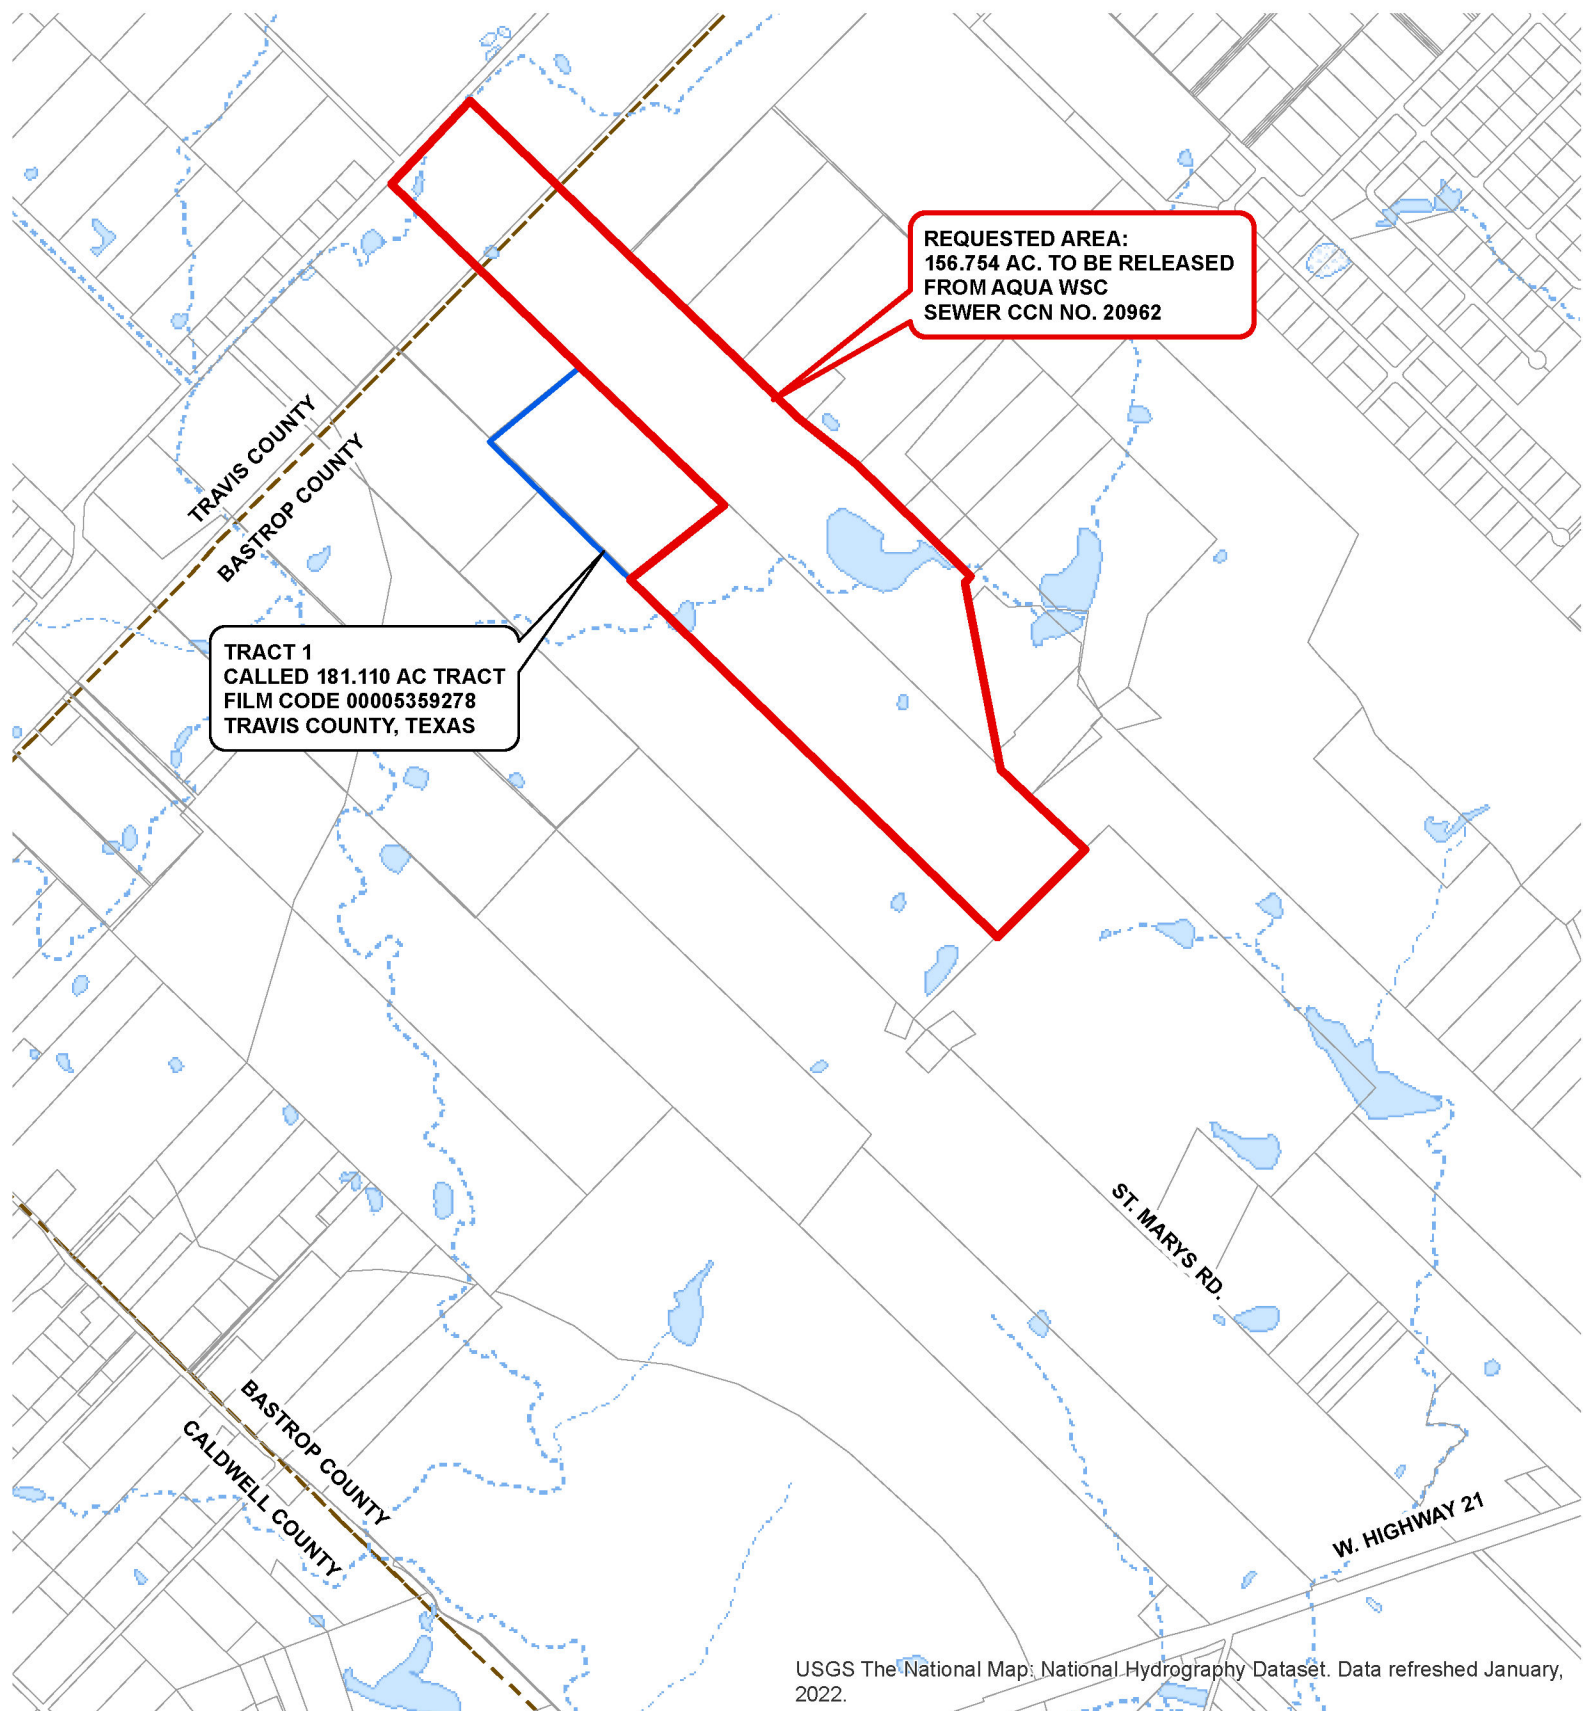 REQUESTED AREA:
156.754 AC. TO BE RELEASED
FROM AQUA WSC
SEWER CCN NO. 20962
TRAVIS COUNTY
BASTROP COUNTY
TRACT 1
CALLED 181.110 AC TRACT
FILM CODE 00005359278
TRAVIS COUNTY, TEXAS
ST. MARYS RD.
BASTROP COUNTY
CALDWELL COUNTY
W. HIGHWAY 21
USGS The National Map: National Hydrography Dataset. Data refreshed January,
2022.